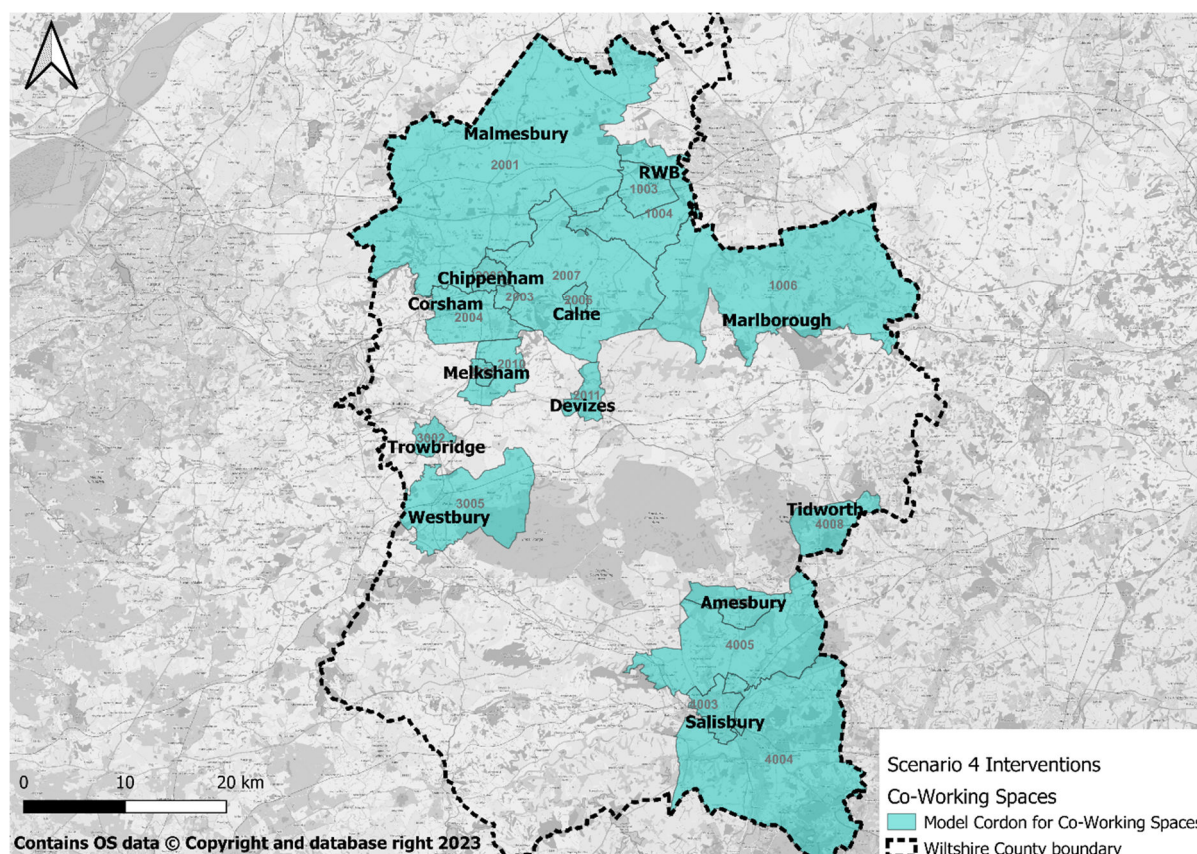 Malmesbury
2001
RWB
1003
1004
Chippenham
2007
1006
Corsham
2003
2006
2004
Calne
Marlborough
2010
Melksham
2011
Devizes
3002
Trowbridge
3005
Westbury
Tidworth
4008
Amesbury
4005
4003
Salisbury
4004
0 10 20 km
Scenario 4 Interventions
Co-Working Spaces
Model Cordon for Co-Working Spaces
Wiltshire County boundary
Contains OS data © Copyright and database right 2023